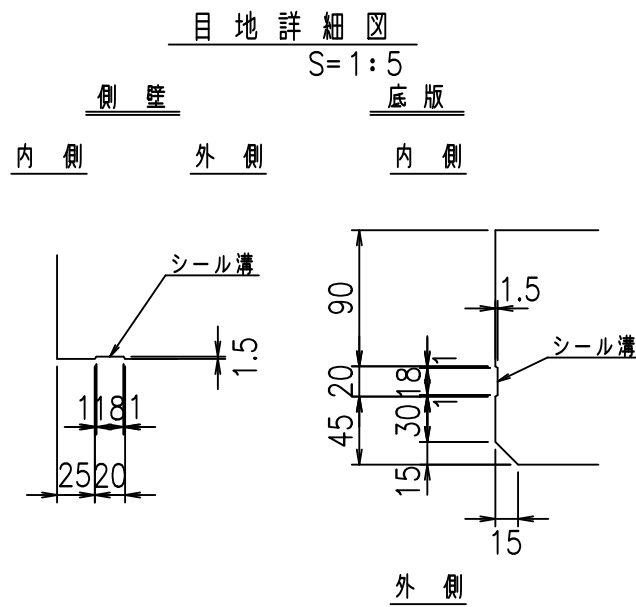 目地詳細図
S=1:5
側壁
底版
内側
外側
内側
シール溝
1.5
1 18 1
25 20
1.5
シール溝
90
20
45
1
18
1
30
15
15
外側